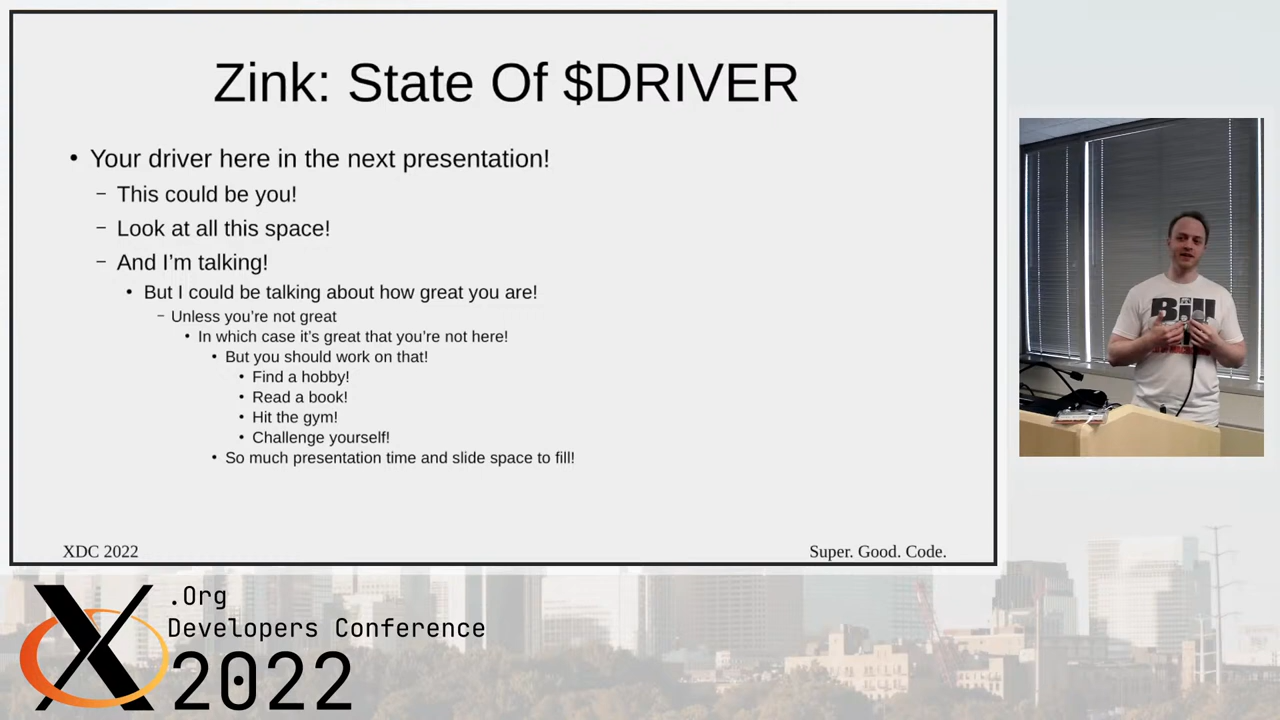 Zink: State Of $DRIVER
• Your driver here in the next presentation!
– This could be you!
– Look at all this space!
– And I’m talking!
• But I could be talking about how great you are!
– Unless you’re not great
• In which case it’s great that you’re not here!
• But you should work on that!
• Find a hobby!
• Read a book!
• Hit the gym!
• Challenge yourself!
• So much presentation time and slide space to fill!
XDC 2022
Super. Good. Code.
Bill
X.Org
Developers Conference
2022